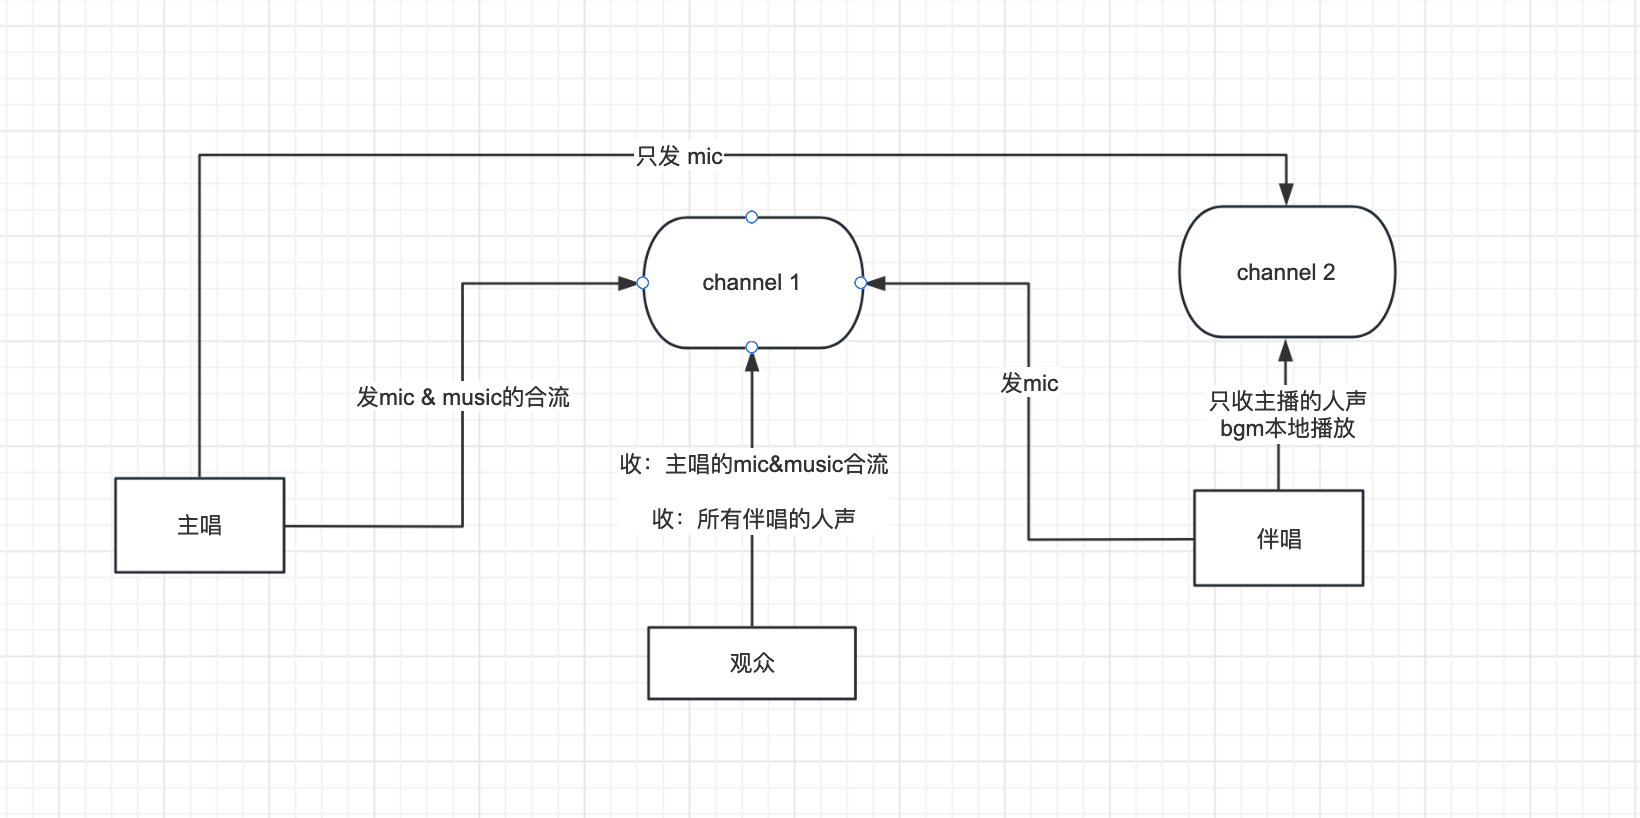 只发 mic
channel 1
channel 2
发mic & music的合流
发mic
只收主播的人声
bgm本地播放
收：主唱的mic&music合流
收：所有伴唱的人声
主唱
伴唱
观众